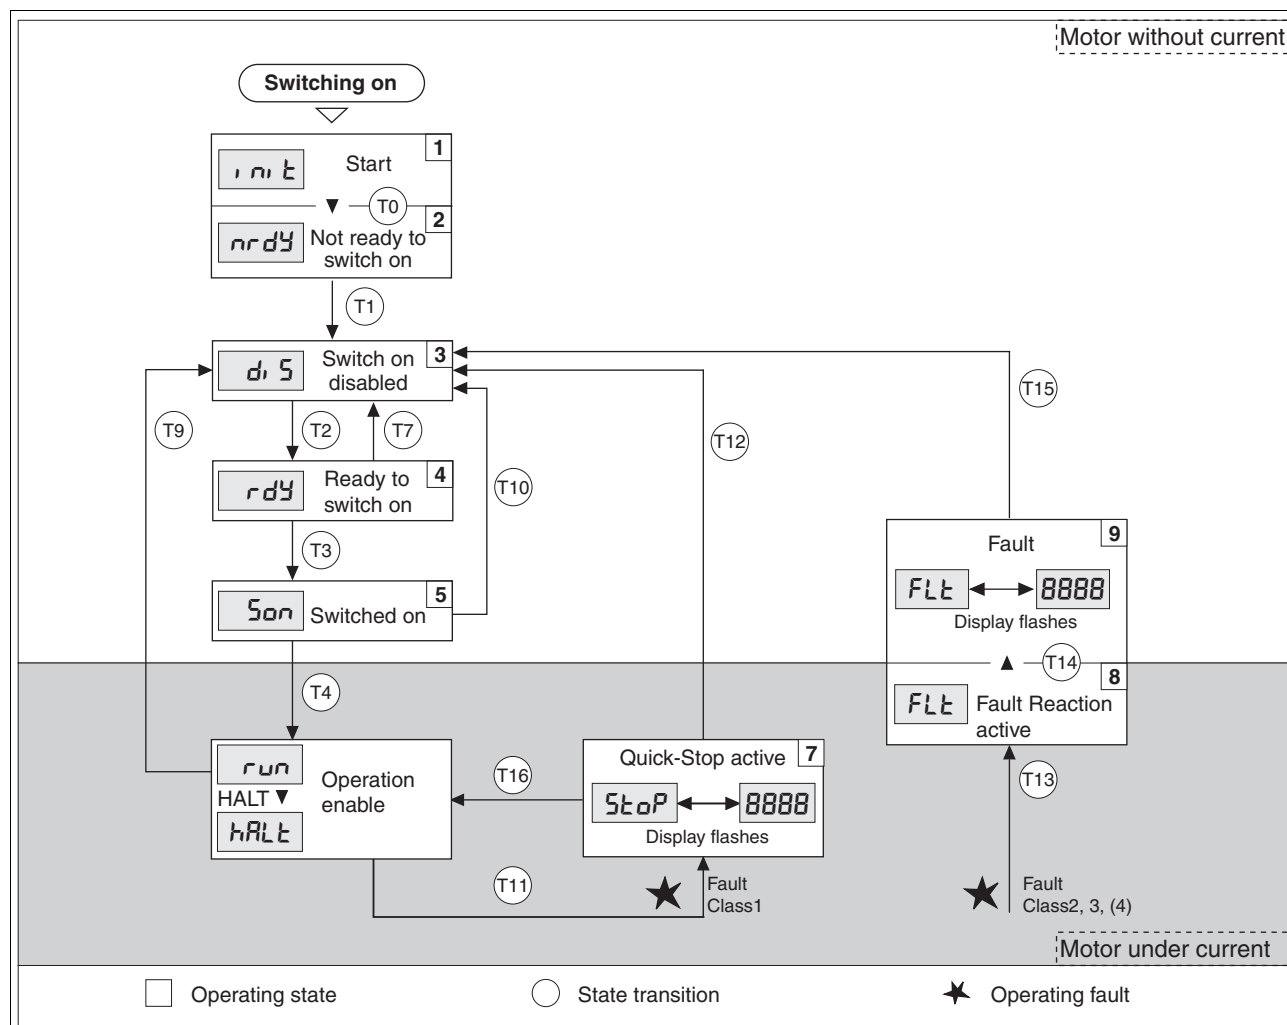 Motor without current
Switching on
1
init
Start
T0
2
nrdY
Not ready to
switch on
T1
3
diS
Switch on
disabled
T15
T9
T2
T7
T12
4
rdY
Ready to
switch on
T10
T3
9
Fault
5
Son
Switched on
FLt
8888
Display flashes
T14
8
T4
FLt
Fault Reaction
active
run
HALT
hALt
Operation
enable
T16
Quick-Stop active
7
StoP
8888
Display flashes
T13
T11
Fault
Class1
Fault
Class2, 3, (4)
Motor under current
Operating state
State transition
Operating fault